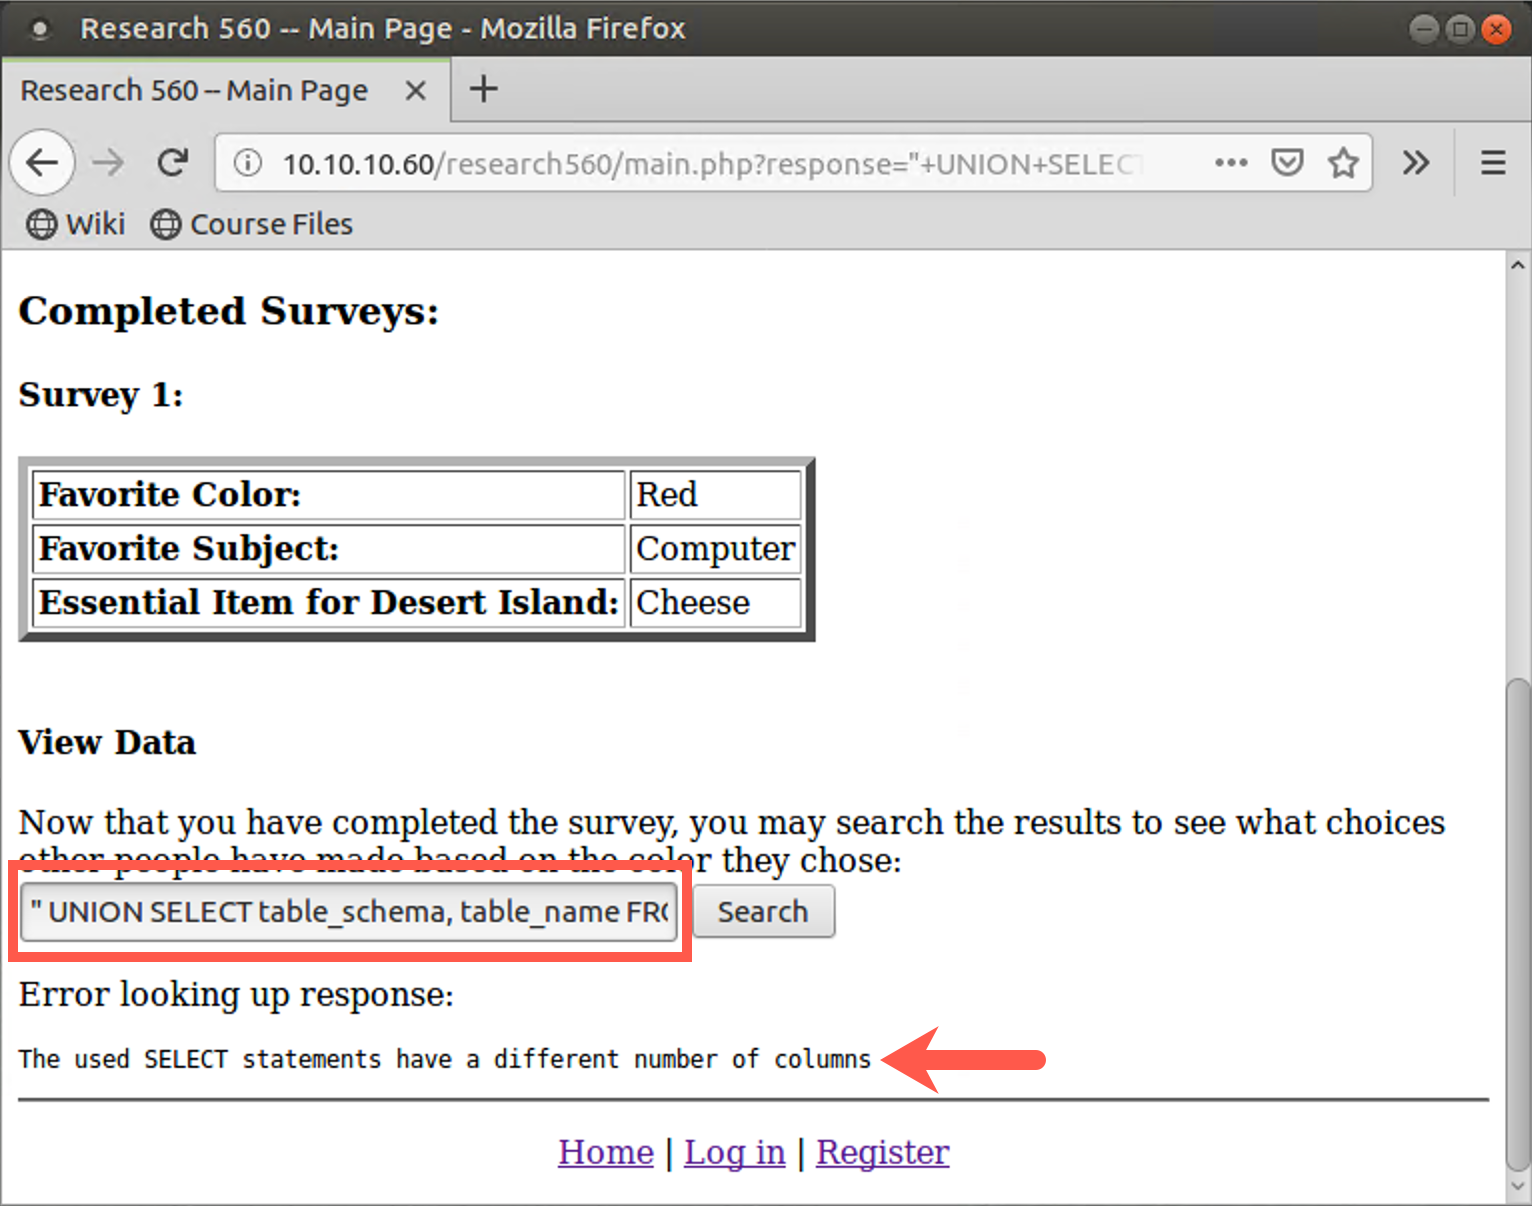 Research 560 -- Main Page - Mozilla Firefox
Research 560 -- Main Page
10.10.10.60/research560/main.php?response="+UNION+SELECT
Wiki Course Files
Completed Surveys:
Survey 1:
Favorite Color: Red
Favorite Subject: Computer
Essential Item for Desert Island: Cheese
View Data
Now that you have completed the survey, you may search the results to see what choices
other people have made based on the color they chose:
" UNION SELECT table_schema, table_name FRO Search
Error looking up response:
The used SELECT statements have a different number of columns
Home | Log in | Register